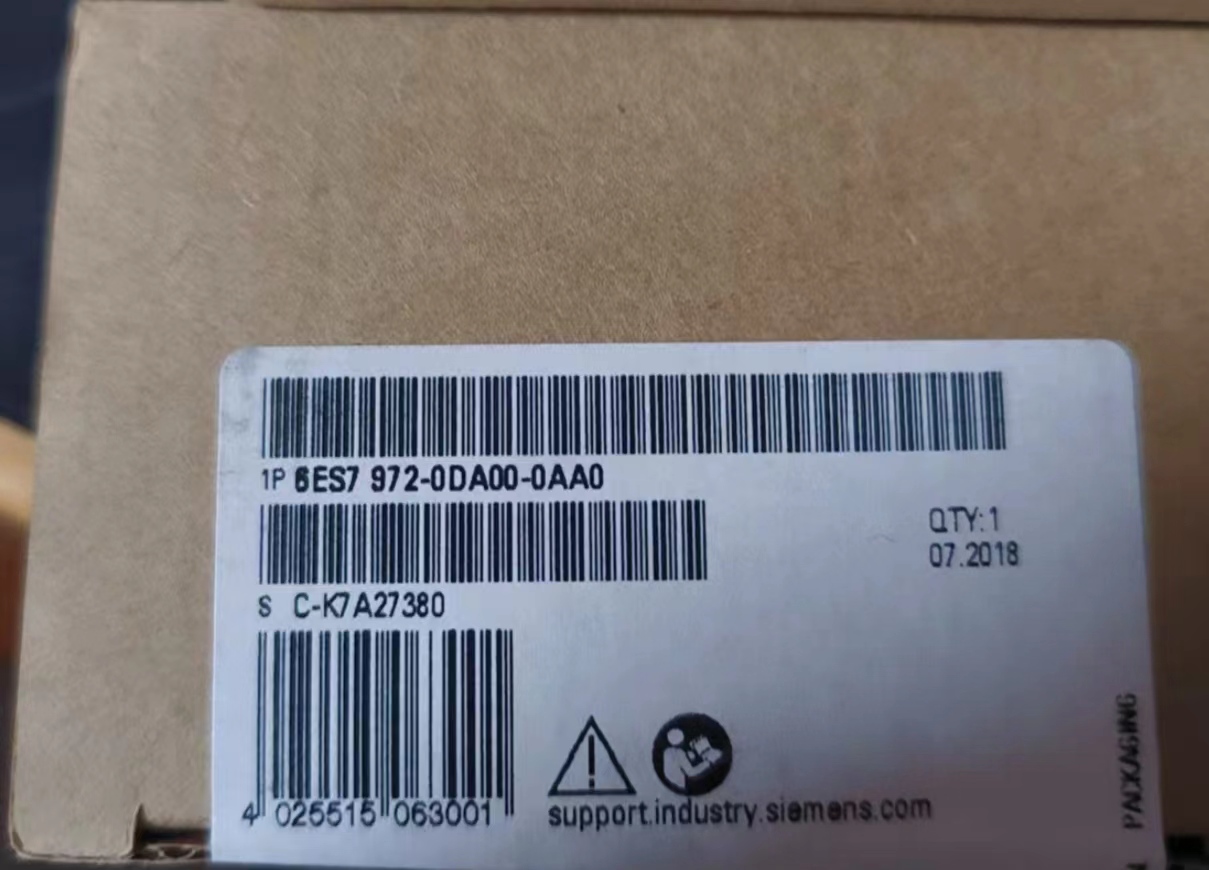 1P 6ES7 972-0DA00-0AA0
QTY:1
07.2018
S C-K7A27380
4 025515 063001
support.industry.siemens.com
PACKAGING